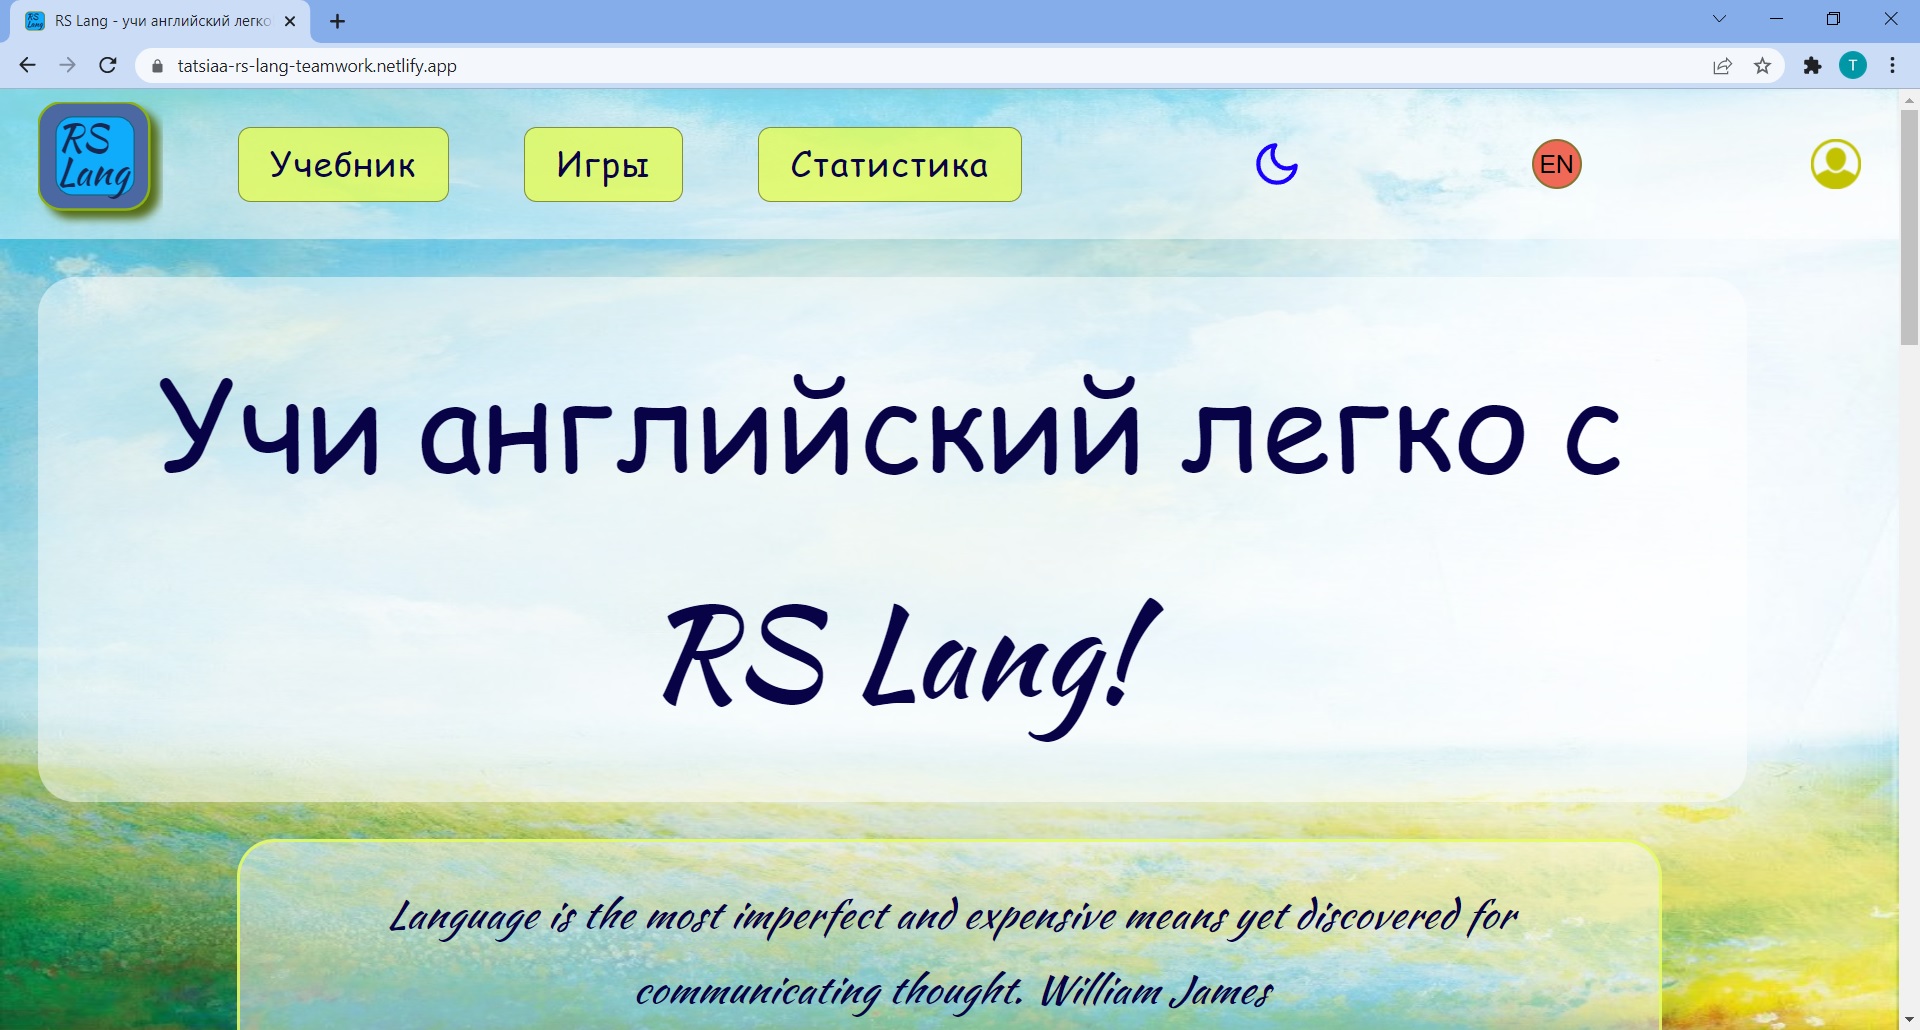 RS Lang - учи английский легко
tatsiaa-rs-lang-teamwork.netlify.app
T
RS
Lang
Учебник
Игры
Статистика
EN
Учи английский легко с
RS Lang!
Language is the most imperfect and expensive means yet discovered for
communicating thought. William James